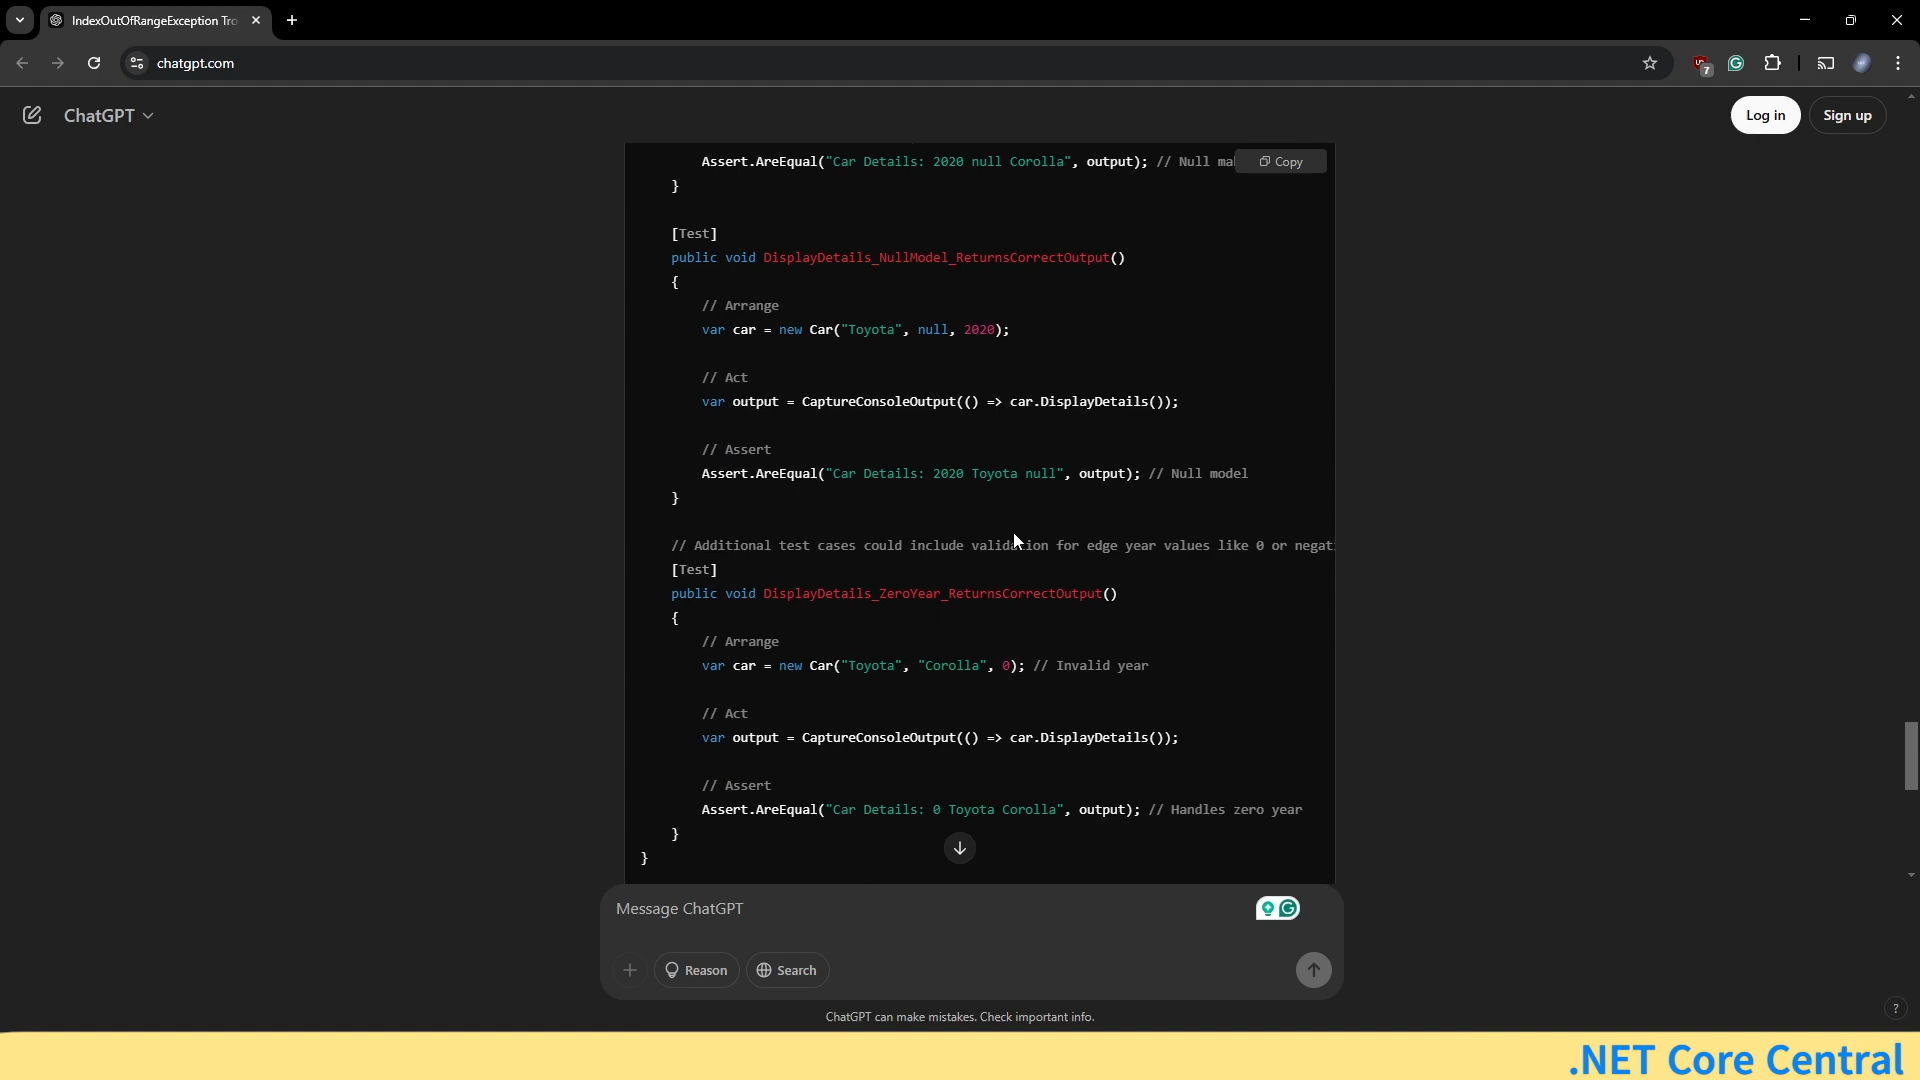 IndexOutOfRangeException Tro
chatgpt.com
7
ChatGPT
Log in
Sign up
Assert.AreEqual("Car Details: 2020 null Corolla", output); // Null ma
Copy
}
[Test]
public void DisplayDetails_NullModel_ReturnsCorrectOutput()
{
// Arrange
var car = new Car("Toyota", null, 2020);
// Act
var output = CaptureConsoleOutput(() => car.DisplayDetails());
// Assert
Assert.AreEqual("Car Details: 2020 Toyota null", output); // Null model
}
// Additional test cases could include validation for edge year values like 0 or negati
[Test]
public void DisplayDetails_ZeroYear_ReturnsCorrectOutput()
{
// Arrange
var car = new Car("Toyota", "Corolla", 0); // Invalid year
// Act
var output = CaptureConsoleOutput(() => car.DisplayDetails());
// Assert
Assert.AreEqual("Car Details: 0 Toyota Corolla", output); // Handles zero year
}
}
Message ChatGPT
Reason
Search
ChatGPT can make mistakes. Check important info.
?
.NET Core Central